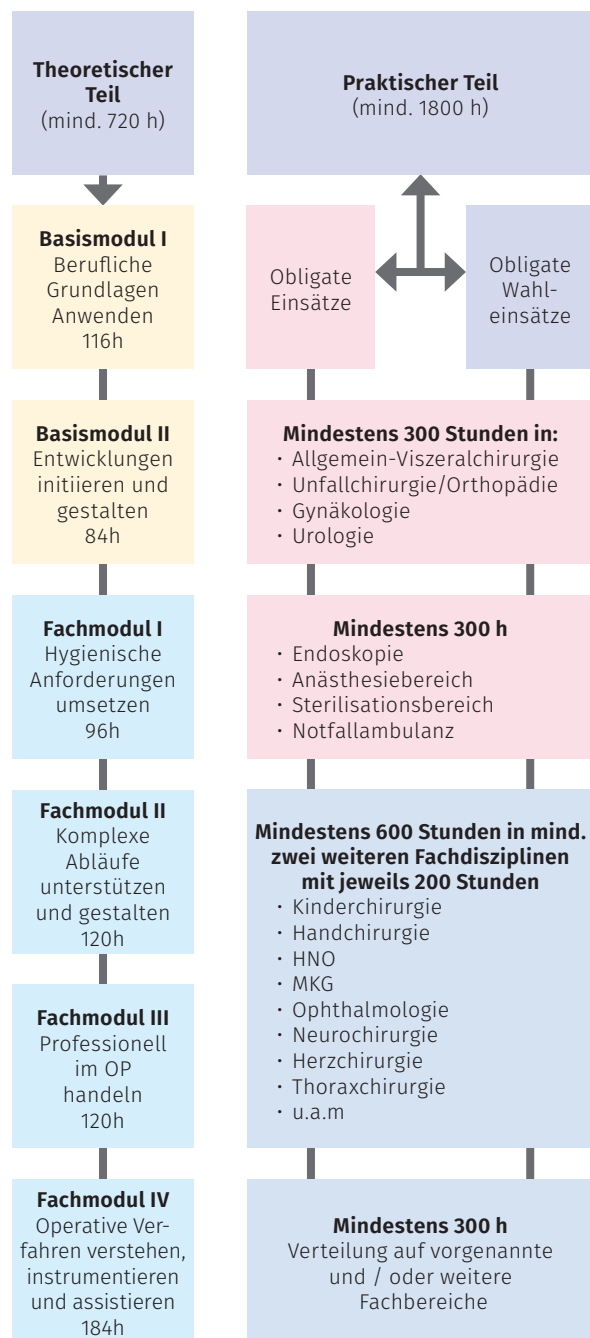 Theoretischer
Teil
(mind. 720 h)
Basismodul I
Berufliche
Grundlagen
Anwenden
116h
Basismodul II
Entwicklungen
initiieren und
gestalten
84h
Fachmodul I
Hygienische
Anforderungen
umsetzen
96h
Fachmodul II
Komplexe
Abläufe
unterstützen
und gestalten
120h
Fachmodul III
Professionell
im OP
handeln
120h
Fachmodul IV
Operative Ver-
fahren verstehen,
instrumentieren
und assistieren
184h
Praktischer Teil
(mind. 1800 h)
Obligate
Einsätze
Obligate
Wahl-
einsätze
Mindestens 300 Stunden in:
· Allgemein-Viszeralchirurgie
· Unfallchirurgie/Orthopädie
· Gynäkologie
· Urologie
Mindestens 300 h
· Endoskopie
· Anästhesiebereich
· Sterilisationsbereich
· Notfallambulanz
Mindestens 600 Stunden in mind.
zwei weiteren Fachdisziplinen
mit jeweils 200 Stunden
· Kinderchirurgie
· Handchirurgie
· HNO
· MKG
· Ophthalmologie
· Neurochirurgie
· Herzchirurgie
· Thoraxchirurgie
· u.a.m
Mindestens 300 h
Verteilung auf vorgenannte
und / oder weitere
Fachbereiche